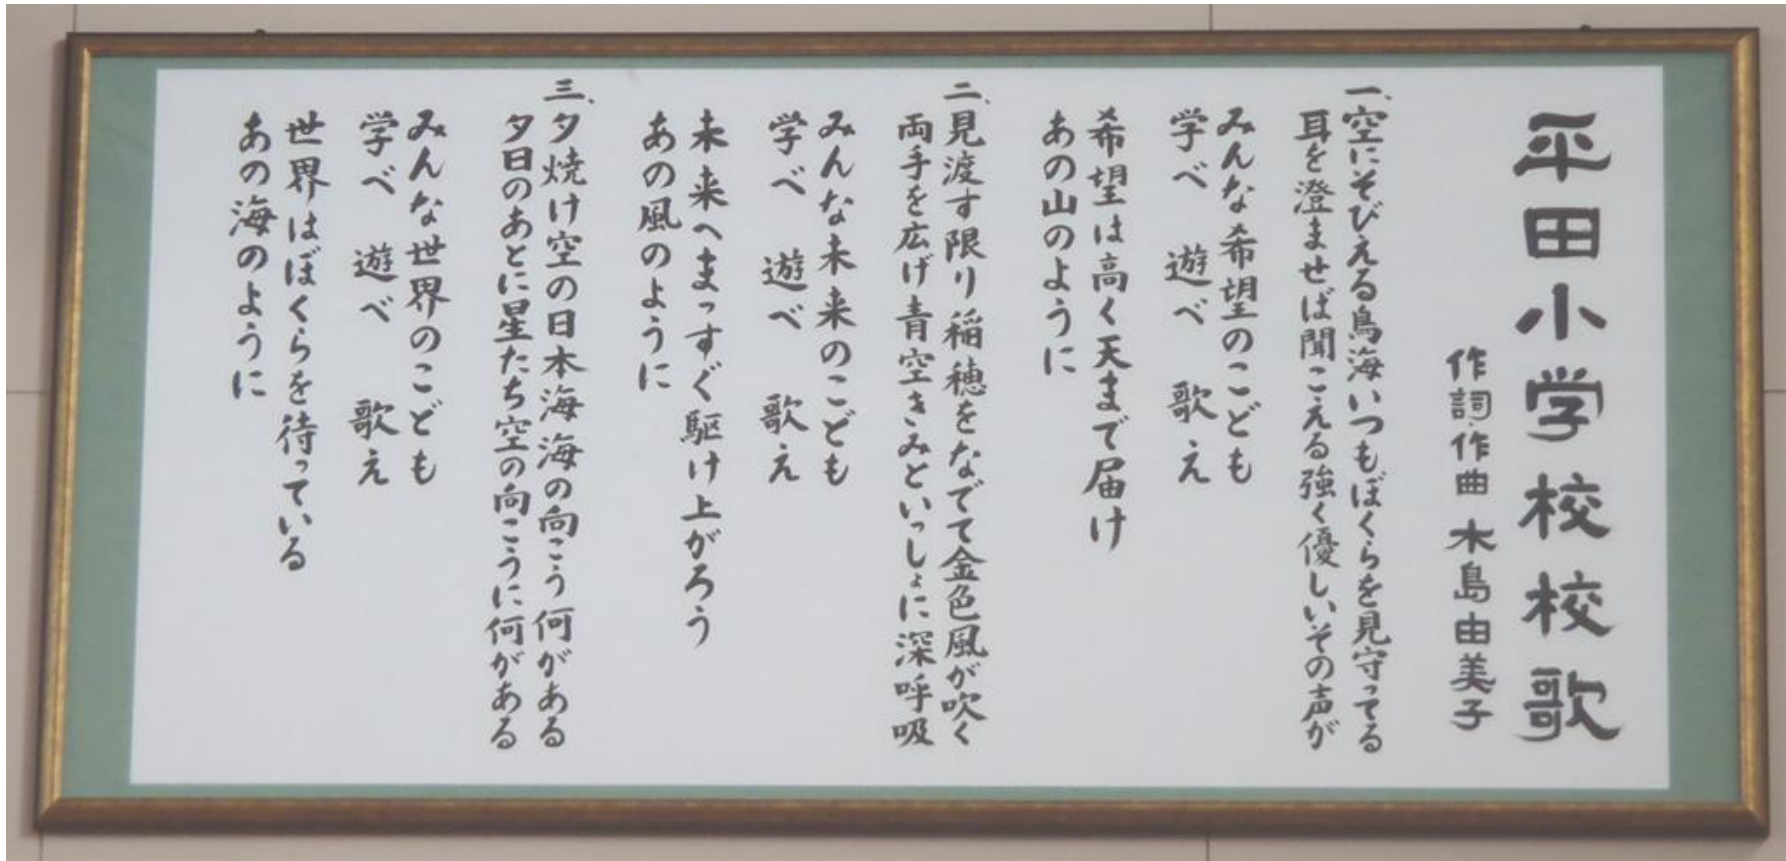 平田小学校校歌
作詞・作曲 木島由美子
一、空にそびえる鳥海いつもぼくらを見守ってる
耳を澄ませば聞こえる強く優しいその声が
みんな希望のこども
学べ 遊べ 歌え
希望は高く天まで届け
あの山のように
二、見渡す限り稲穂をなでて金色風が吹く
両手を広げ青空きみといっしょに深呼吸
みんな未来のこども
学べ 遊べ 歌え
未来へまっすぐ駆け上がろう
あの風のように
三、夕焼け空の日本海海の向こう何がある
夕日のあとに星たち空の向こうに何がある
みんな世界のこども
学べ 遊べ 歌え
世界はぼくらを待っている
あの海のように